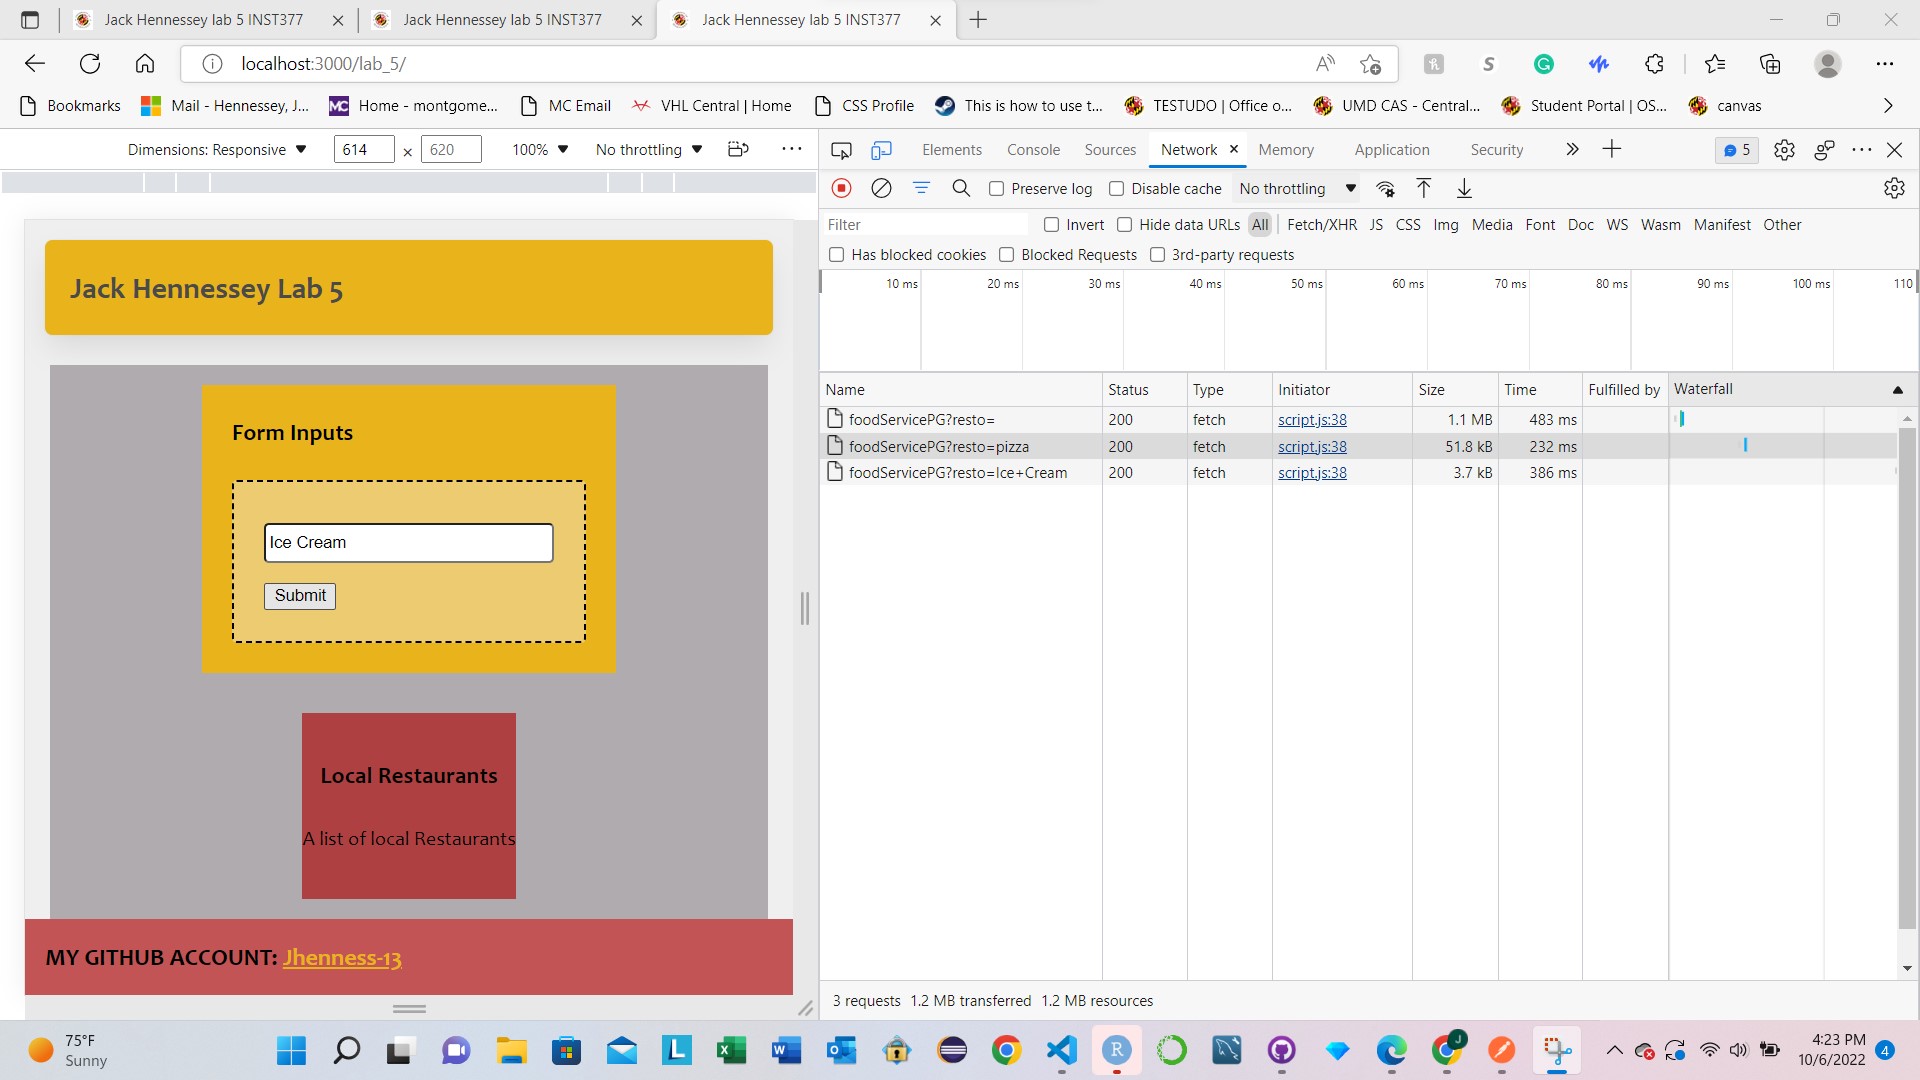 Jack Hennessey lab 5 INST377
Jack Hennessey lab 5 INST377
Jack Hennessey lab 5 INST377
localhost:3000/lab_5/
Bookmarks
Mail - Hennessey, J...
MC Home - montgome...
MC Email
VHL Central | Home
CSS Profile
This is how to use t...
TESTUDO | Office o...
UMD CAS - Central...
Student Portal | OS...
canvas
Dimensions: Responsive 614 × 620 100% No throttling
Elements Console Sources Network Memory Application Security 5
Preserve log Disable cache No throttling
Filter Invert Hide data URLs All Fetch/XHR JS CSS Img Media Font Doc WS Wasm Manifest Other
Has blocked cookies Blocked Requests 3rd-party requests
10 ms 20 ms 30 ms 40 ms 50 ms 60 ms 70 ms 80 ms 90 ms 100 ms 110
Name Status Type Initiator Size Time Fulfilled by Waterfall
foodServicePG?resto= 200 fetch script.js:38 1.1 MB 483 ms
foodServicePG?resto=pizza 200 fetch script.js:38 51.8 kB 232 ms
foodServicePG?resto=Ice+Cream 200 fetch script.js:38 3.7 kB 386 ms
3 requests 1.2 MB transferred 1.2 MB resources
Jack Hennessey Lab 5
Form Inputs
Ice Cream
Submit
Local Restaurants
A list of local Restaurants
MY GITHUB ACCOUNT: Jhenness-13
75°F
Sunny
4:23 PM
10/6/2022
4